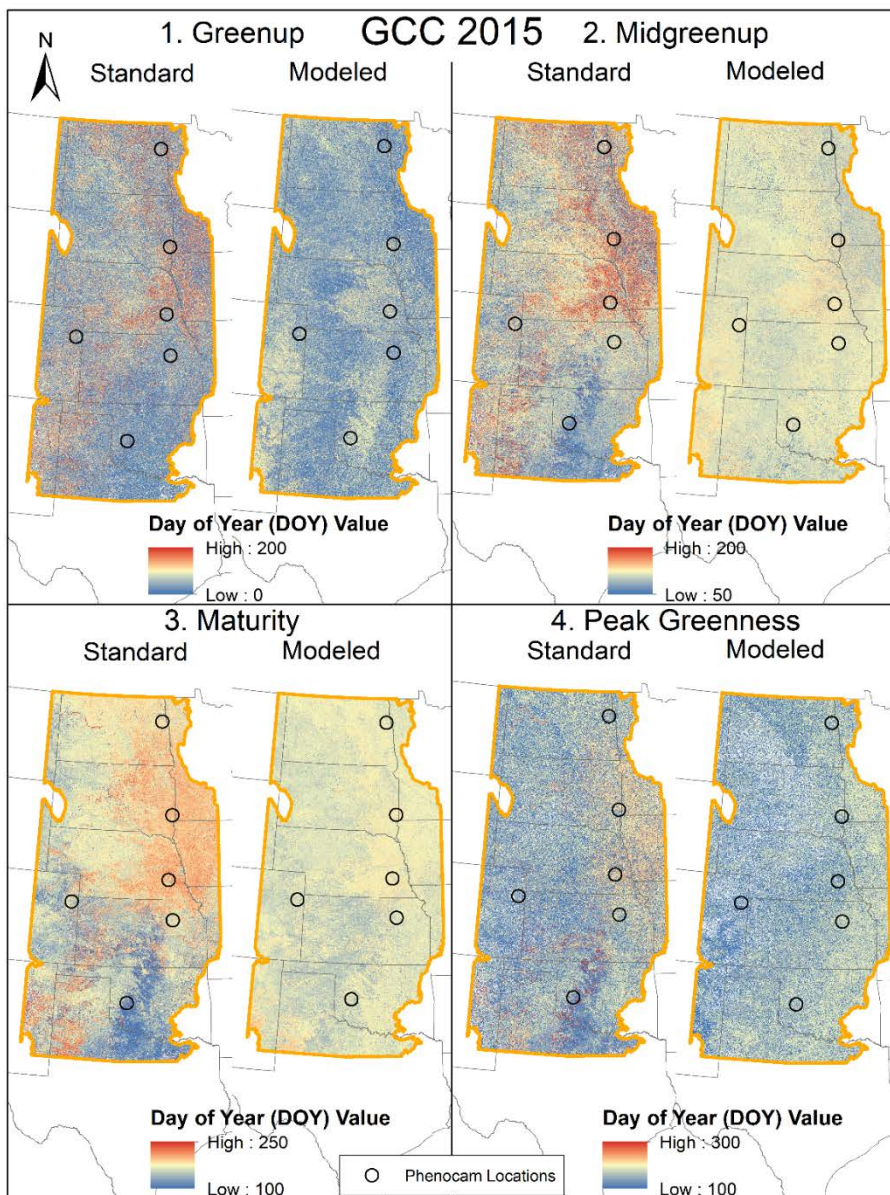 GCC 2015
1. Greenup
2. Midgreenup
N
Standard
Modeled
Standard
Modeled
Day of Year (DOY) Value
High : 200
Low : 0
Day of Year (DOY) Value
High : 200
Low : 50
3. Maturity
4. Peak Greenness
Standard
Modeled
Standard
Modeled
Day of Year (DOY) Value
High : 250
Low : 100
Day of Year (DOY) Value
High : 300
Low : 100
Phenocam Locations